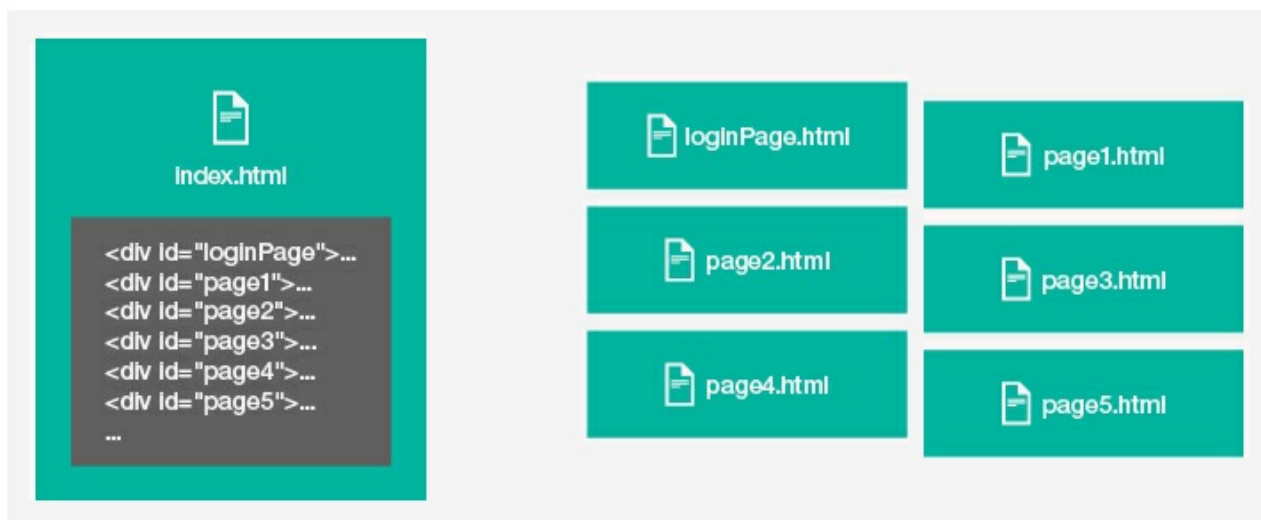 index.html
<div id="loginPage">...
<div id="page1">...
<div id="page2">...
<div id="page3">...
<div id="page4">...
<div id="page5">...
...
loginPage.html
page1.html
page2.html
page3.html
page4.html
page5.html